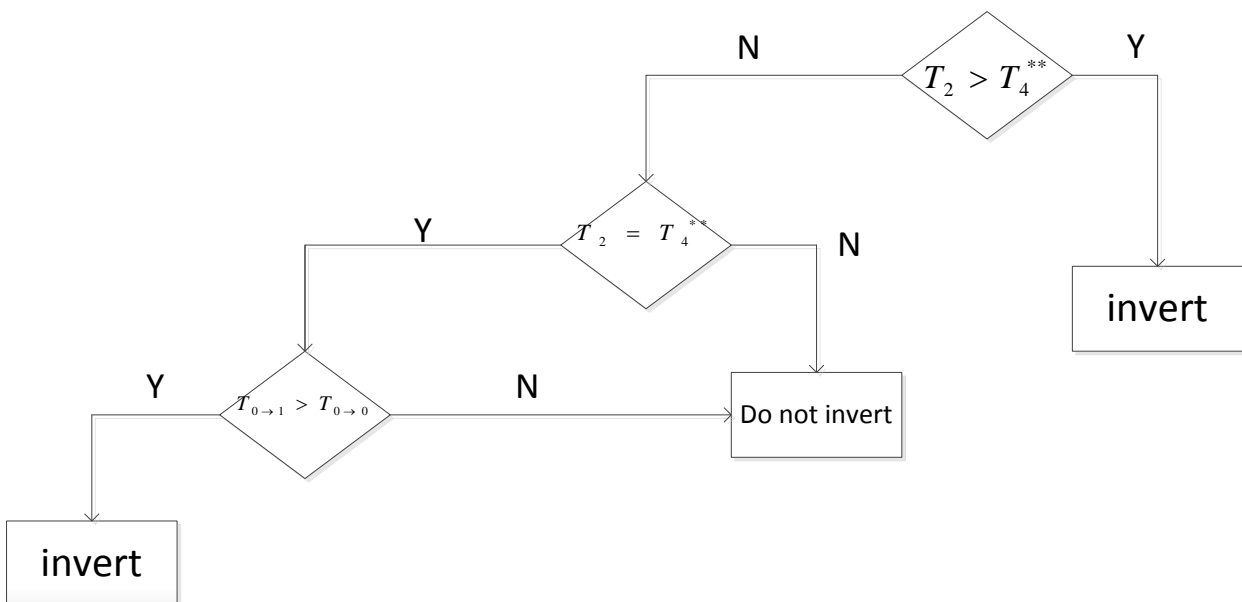 N
Y
T₂ > T₄**
Y
T₂ = T₄**
N
invert
Y
T₀→₁ > T₀→₀
N
Do not invert
invert